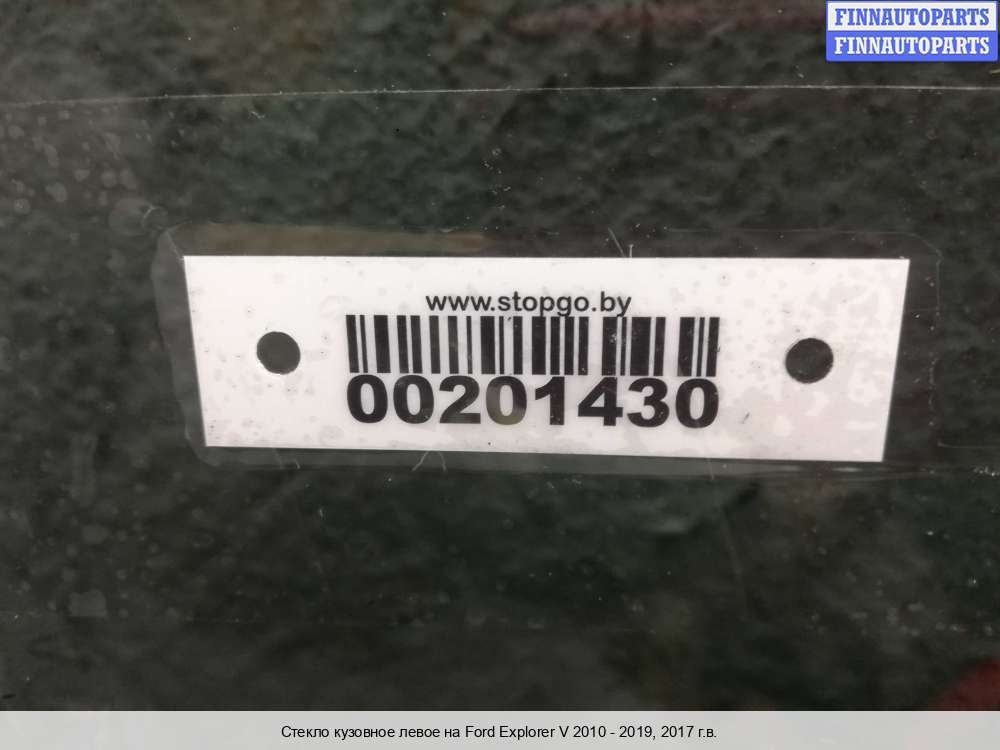 FINNAUTOPARTS
FINNAUTOPARTS
www.stopgo.by
00201430
Стекло кузовное левое на Ford Explorer V 2010 - 2019, 2017 г.в.